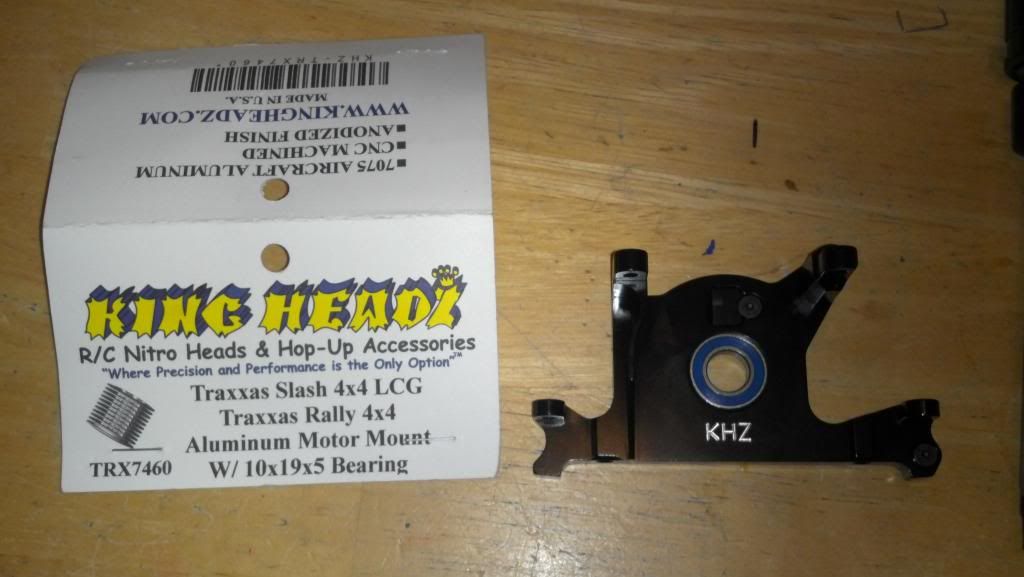 KHZ-TRX7460*
MADE IN U.S.A.
WWW.KINGHEADZ.COM
■ ANODIZED FINISH
■ CNC MACHINED
■ 7075 AIRCRAFT ALUMINUM
KING HEADZ
R/C Nitro Heads & Hop-Up Accessories
"Where Precision and Performance is the Only Option"™
Traxxas Slash 4x4 LCG
Traxxas Rally 4x4
Aluminum Motor Mount
TRX7460 W/ 10x19x5 Bearing
KHZ